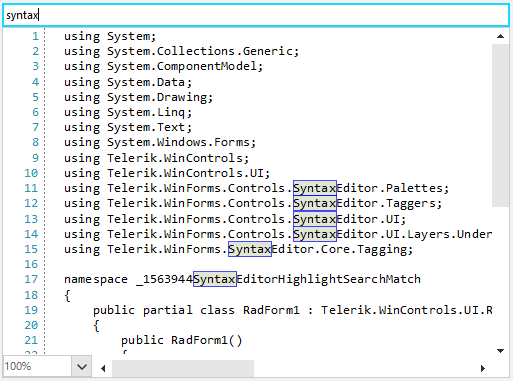 syntax
1 using System;
2 using System.Collections.Generic;
3 using System.ComponentModel;
4 using System.Data;
5 using System.Drawing;
6 using System.Linq;
7 using System.Text;
8 using System.Windows.Forms;
9 using Telerik.WinControls;
10 using Telerik.WinControls.UI;
11 using Telerik.WinForms.Controls.SyntaxEditor.Palettes;
12 using Telerik.WinForms.Controls.SyntaxEditor.Taggers;
13 using Telerik.WinForms.Controls.SyntaxEditor.UI;
14 using Telerik.WinForms.Controls.SyntaxEditor.UI.Layers.Under
15 using Telerik.WinForms.SyntaxEditor.Core.Tagging;
16
17 namespace _1563944SyntaxEditorHighlightSearchMatch
18 {
19 public partial class RadForm1 : Telerik.WinControls.UI.R
20 {
21 public RadForm1()
22 {
100%